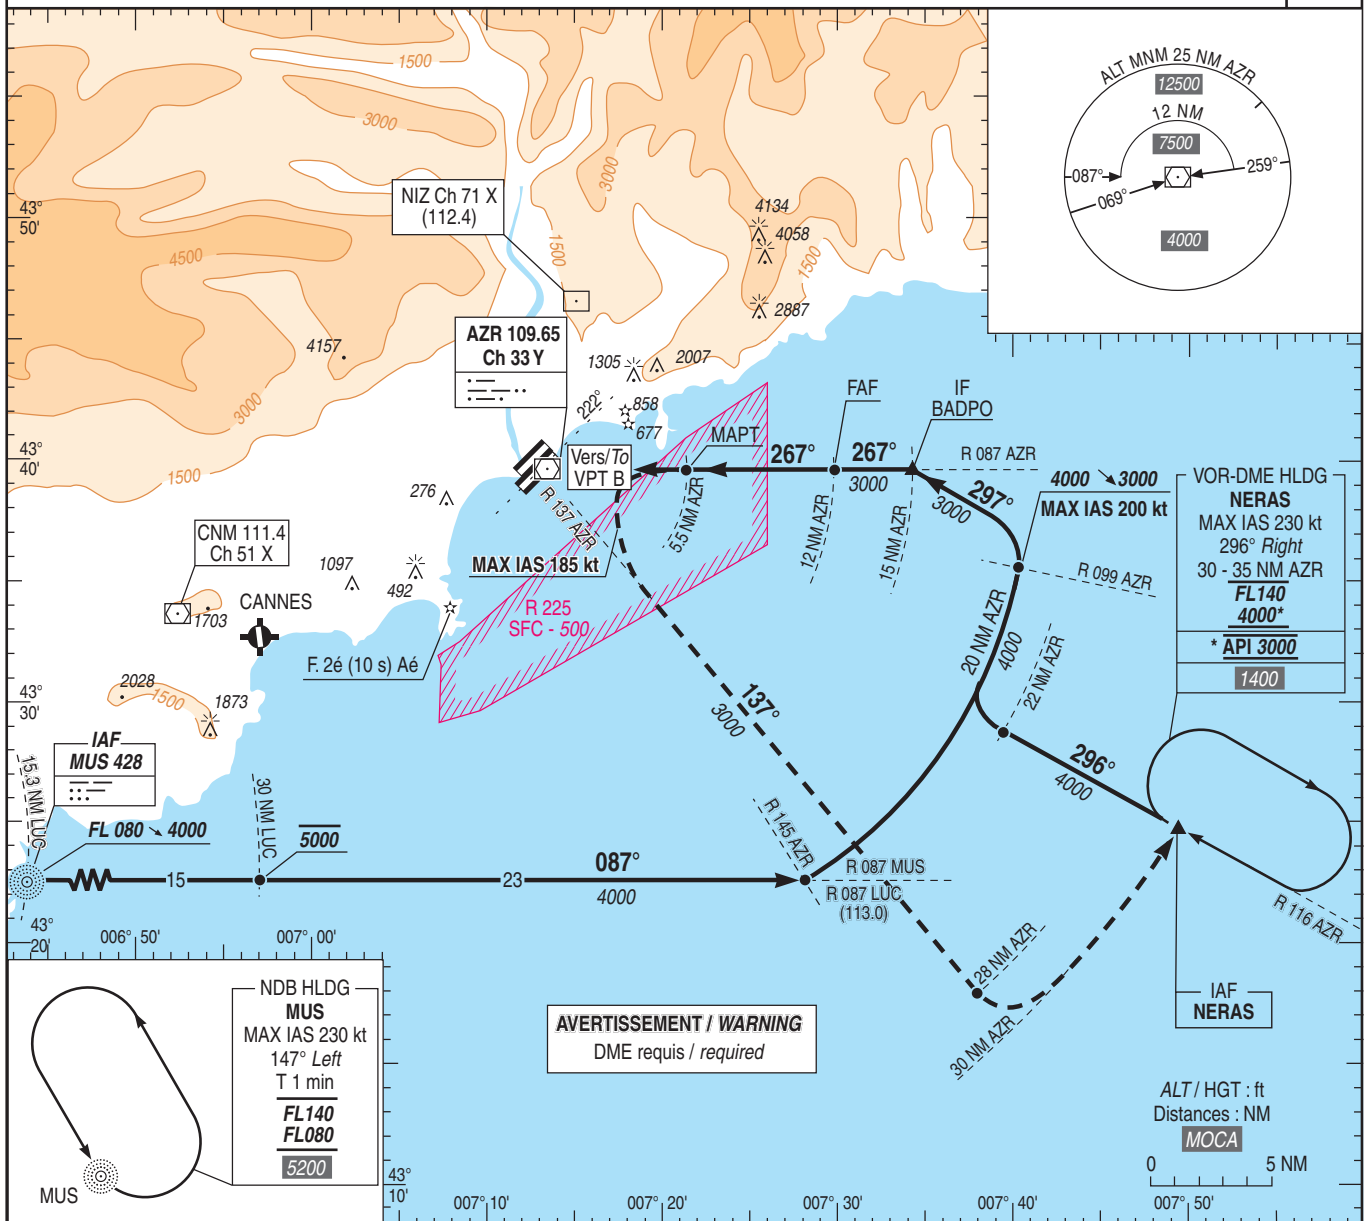 1500
3000
3000
4500
1500
4157
3000
1500
NIZ Ch 71 X
(112.4)
4134
4058
1500
2887
AZR 109.65
Ch 33 Y
1305
2007
858
677
222°
ALT MNM 25 NM AZR
12500
12 NM
7500
087°
069°
259°
4000
43°
50'
43°
40'
43°
30'
43°
20'
43°
10'
FAF
IF
BADPO
MAPT
Vers/To
VPT B
267°
267°
3000
R 087 AZR
297°
3000
4000 ↘ 3000
MAX IAS 200 kt
5.5 NM AZR
12 NM AZR
15 NM AZR
R 099 AZR
R 137 AZR
MAX IAS 185 kt
R 225
SFC - 500
VOR-DME HLDG
NERAS
MAX IAS 230 kt
296° Right
30 - 35 NM AZR
FL140
4000*
* API 3000
1400
276
CNM 111.4
Ch 51 X
1097
492
CANNES
1703
F. 2é (10 s) Aé
2028
1500
1873
20 NM AZR
4000
22 NM AZR
137°
3000
296°
4000
IAF
MUS 428
15.3 NM LUC
FL 080 ↘ 4000
30 NM LUC
5000
15
23
087°
4000
R 145 AZR
R 087 MUS
R 087 LUC
(113.0)
R 116 AZR
28 NM AZR
30 NM AZR
IAF
NERAS
006° 50'
007° 00'
NDB HLDG
MUS
MAX IAS 230 kt
147° Left
T 1 min
FL140
FL080
5200
MUS
AVERTISSEMENT / WARNING
DME requis / required
ALT / HGT : ft
Distances : NM
MOCA
0 5 NM
007° 10'
007° 20'
007° 30'
007° 40'
007° 50'